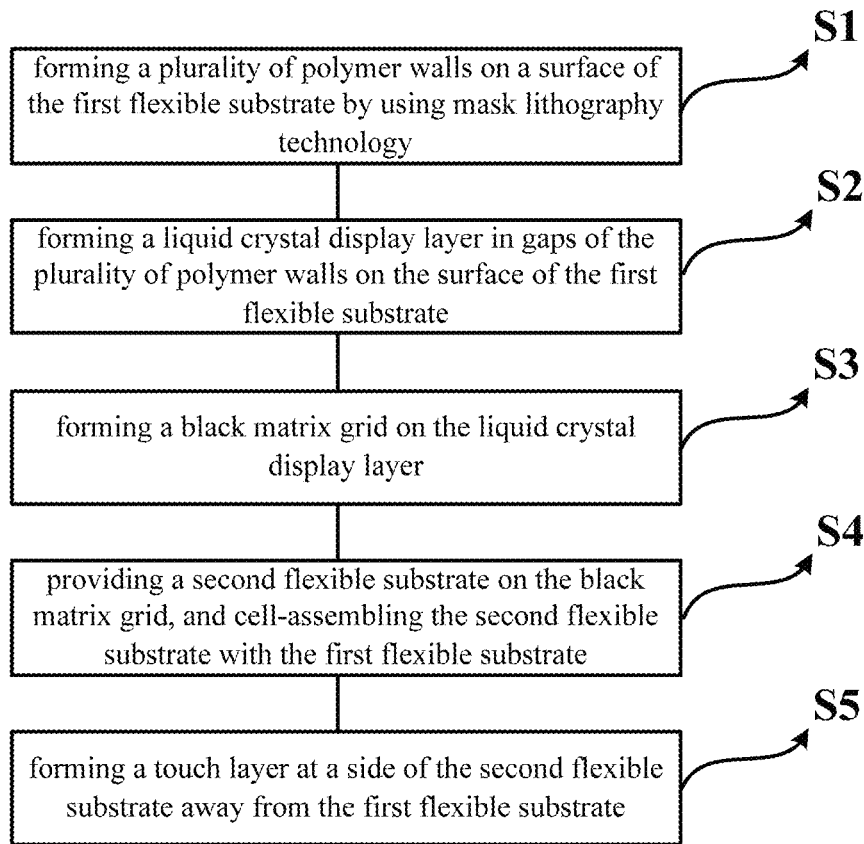 S1
forming a plurality of polymer walls on a surface of
the first flexible substrate by using mask lithography
technology
S2
forming a liquid crystal display layer in gaps of the
plurality of polymer walls on the surface of the first
flexible substrate
S3
forming a black matrix grid on the liquid crystal
display layer
S4
providing a second flexible substrate on the black
matrix grid, and cell-assembling the second flexible
substrate with the first flexible substrate
S5
forming a touch layer at a side of the second flexible
substrate away from the first flexible substrate